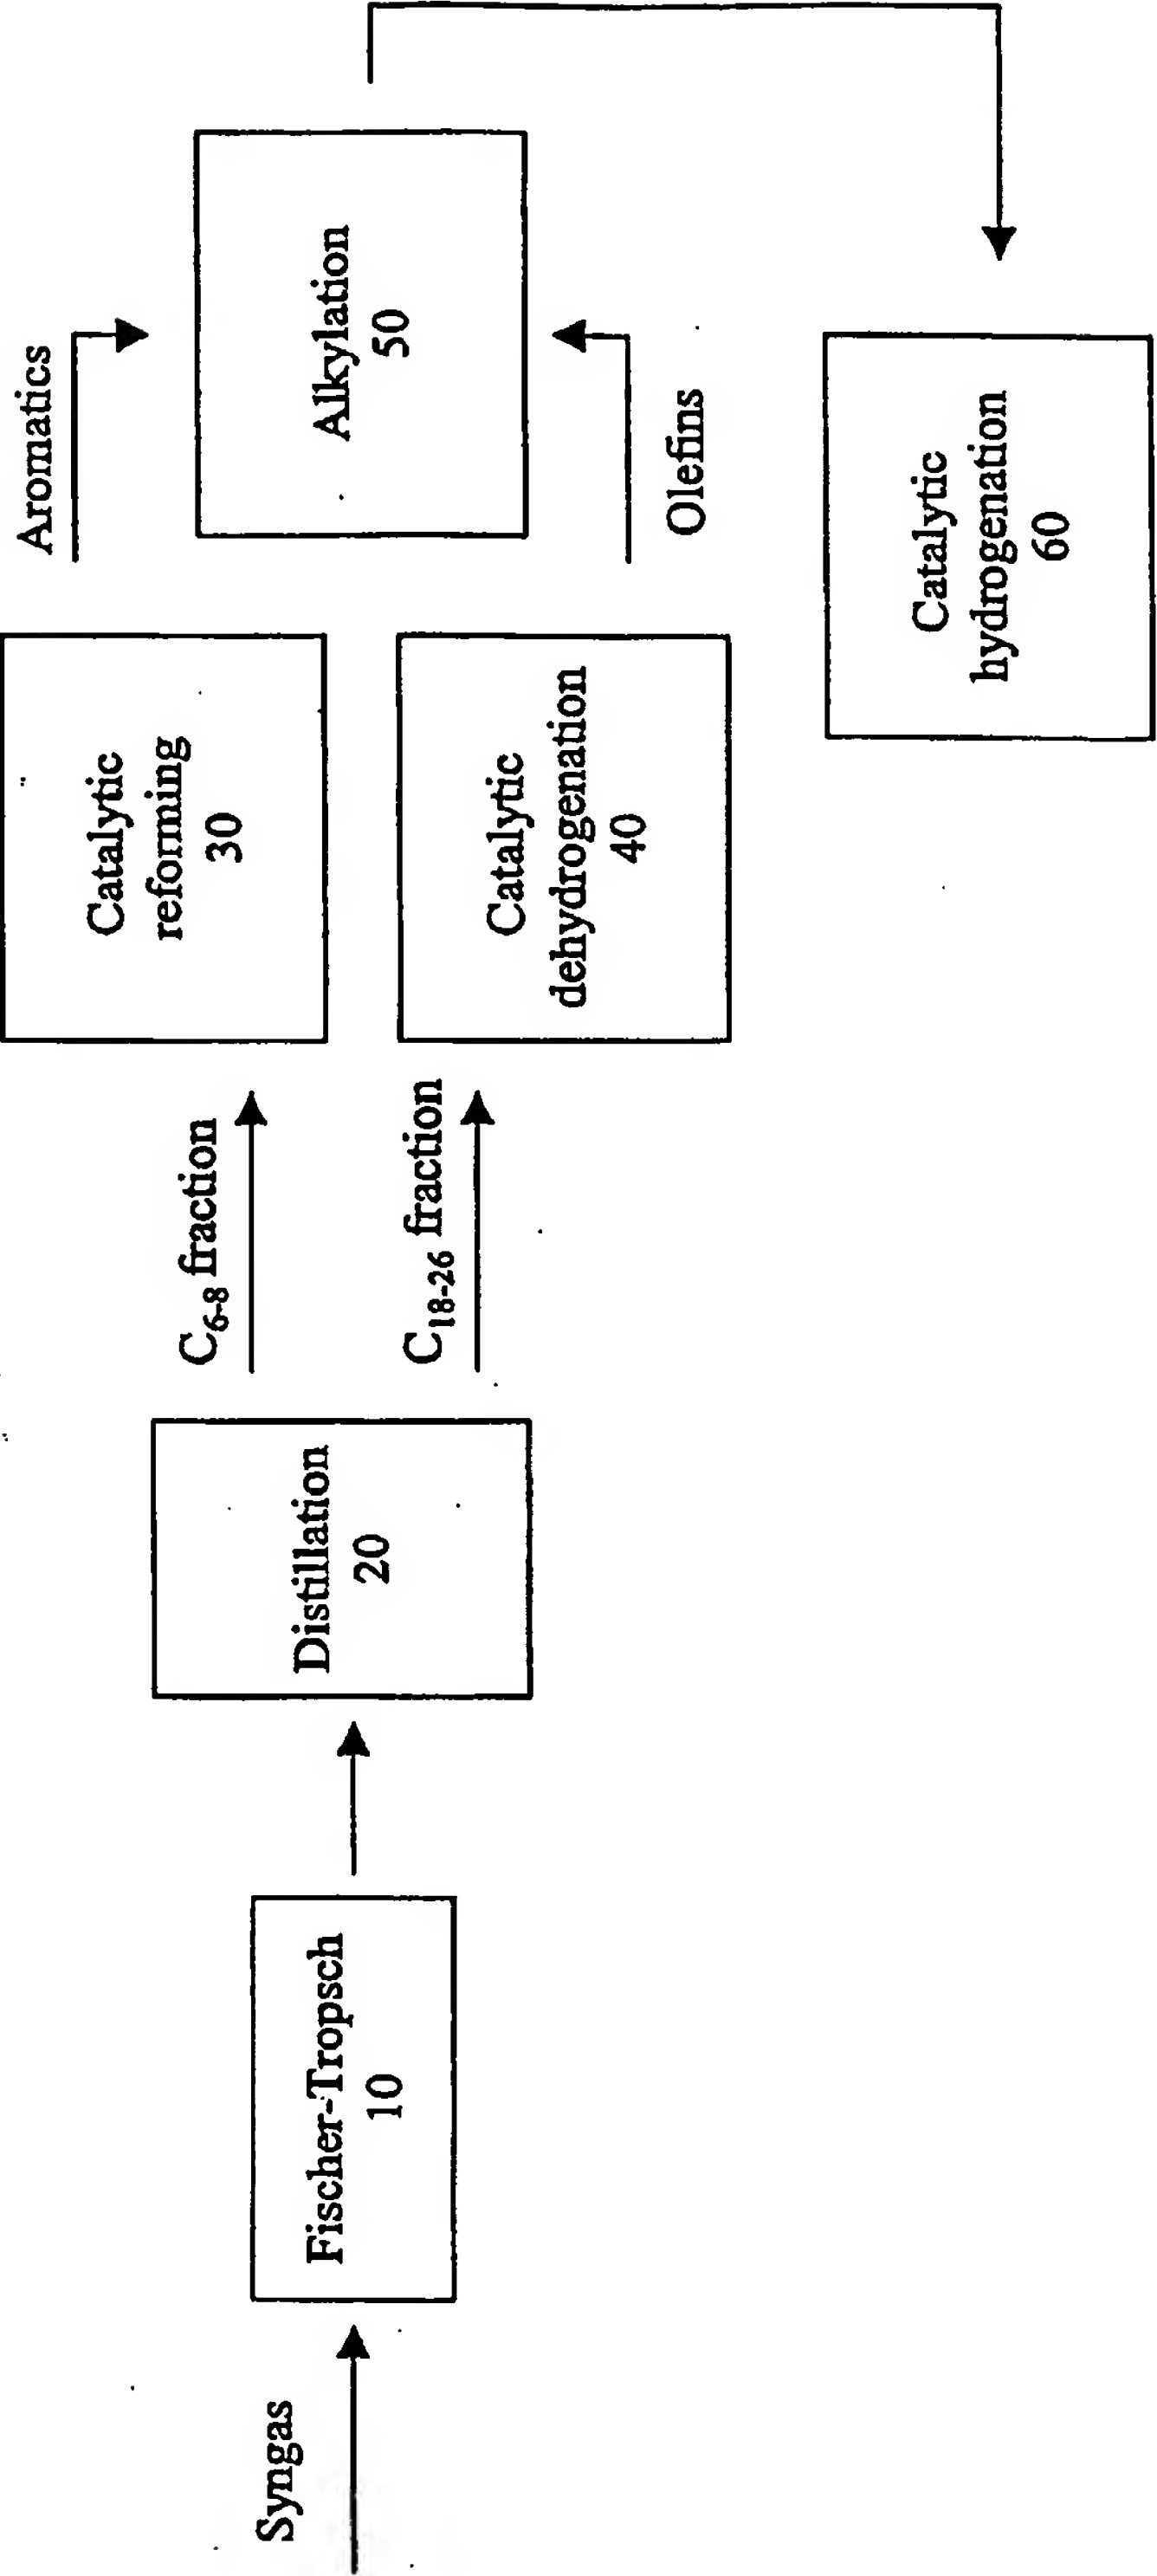 Syngas
Fischer-Tropsch
10
Distillation
20
C6-8 fraction
C18-26 fraction
Catalytic
reforming
30
Catalytic
dehydrogenation
40
Aromatics
Olefins
Alkylation
50
Catalytic
hydrogenation
60